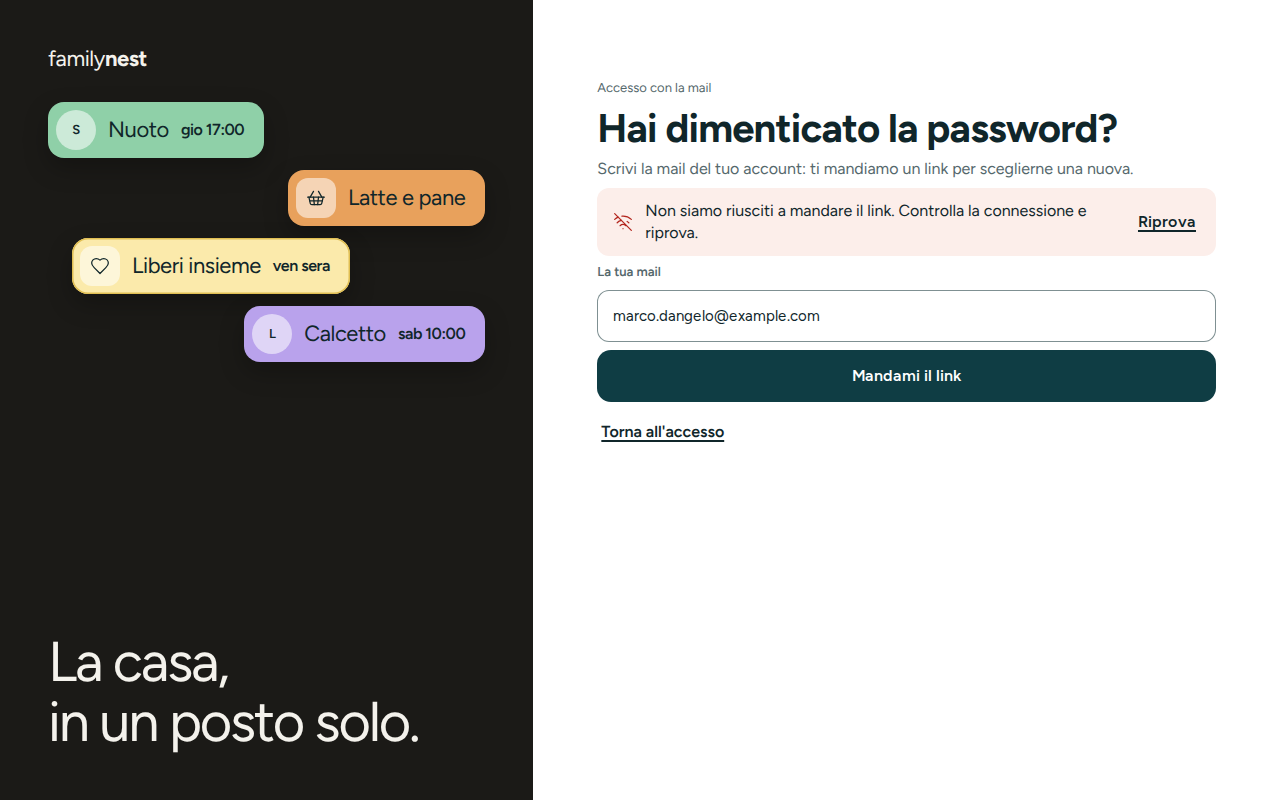 familynest
S Nuoto gio 17:00
Latte e pane
Liberi insieme ven sera
L Calcetto sab 10:00
La casa,
in un posto solo.
Accesso con la mail
Hai dimenticato la password?
Scrivi la mail del tuo account: ti mandiamo un link per sceglierne una nuova.
Non siamo riusciti a mandare il link. Controlla la connessione e
riprova.
Riprova
La tua mail
marco.dangelo@example.com
Mandami il link
Torna all'accesso